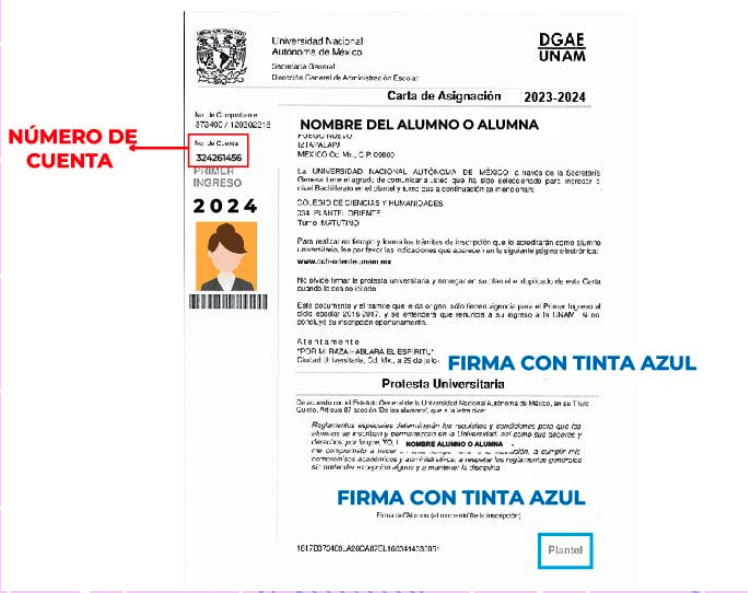 Universidad Nacional
Autónoma de México
Secretaría General
Dirección General de Administración Escolar
DGAE
UNAM
Carta de Asignación 2023-2024
No. de Comprobante
373400 / 120302218
NÚMERO DE
CUENTA
No. de Cuenta
324261456
PRIMER
INGRESO
2024
NOMBRE DEL ALUMNO O ALUMNA
FUEGO NUEVO
IZTAPALAPA
MEXICO Cd. Mx., C.P. 09800
La UNIVERSIDAD NACIONAL AUTÓNOMA DE MÉXICO a través de la Secretaría
General tiene el agrado de comunicar a usted que ha sido seleccionado para ingresar a
nivel Bachillerato en el plantel y turno que a continuación se mencionan:
COLEGIO DE CIENCIAS Y HUMANIDADES
334 PLANTEL ORIENTE
Turno MATUTINO
Para realizar en tiempo y forma los trámites de inscripción que lo acreditarán como alumno
universitario, lea por favor las indicaciones que aparecen en la siguiente página electrónica:
www.cch-oriente.unam.mx
No olvide firmar la protesta universitaria y entregar en su plantel el duplicado de esta Carta
cuando le sea solicitado
Este documento y el trámite que le da origen, sólo tienen vigencia para el Primer Ingreso al
ciclo escolar 2016-2017, y se entenderá que renuncia a su ingreso a la UNAM si no
concluye su inscripción oportunamente.
Atentamente
"POR MI RAZA HABLARÁ EL ESPÍRITU"
Ciudad Universitaria, Cd. Mx., a 29 de julio
FIRMA CON TINTA AZUL
Protesta Universitaria
De acuerdo con el Estatuto General de la Universidad Nacional Autónoma de México, en su Título
Quinto, Artículo 87 sección 'De los alumnos', que a la letra dice:
Reglamentos especiales determinarán los requisitos y condiciones para que los
alumnos se inscriban y permanezcan en la Universidad, así como sus deberes y
derechos, por lo que, YO, NOMBRE ALUMNO O ALUMNA
me comprometo a hacer en todo tiempo, a cumplir mis
compromisos académicos y administrativos, a respetar los reglamentos generales
sin pretender excepción alguna y a mantener la disciplina.
FIRMA CON TINTA AZUL
Firma del Alumno (al momento de la inscripción)
Plantel